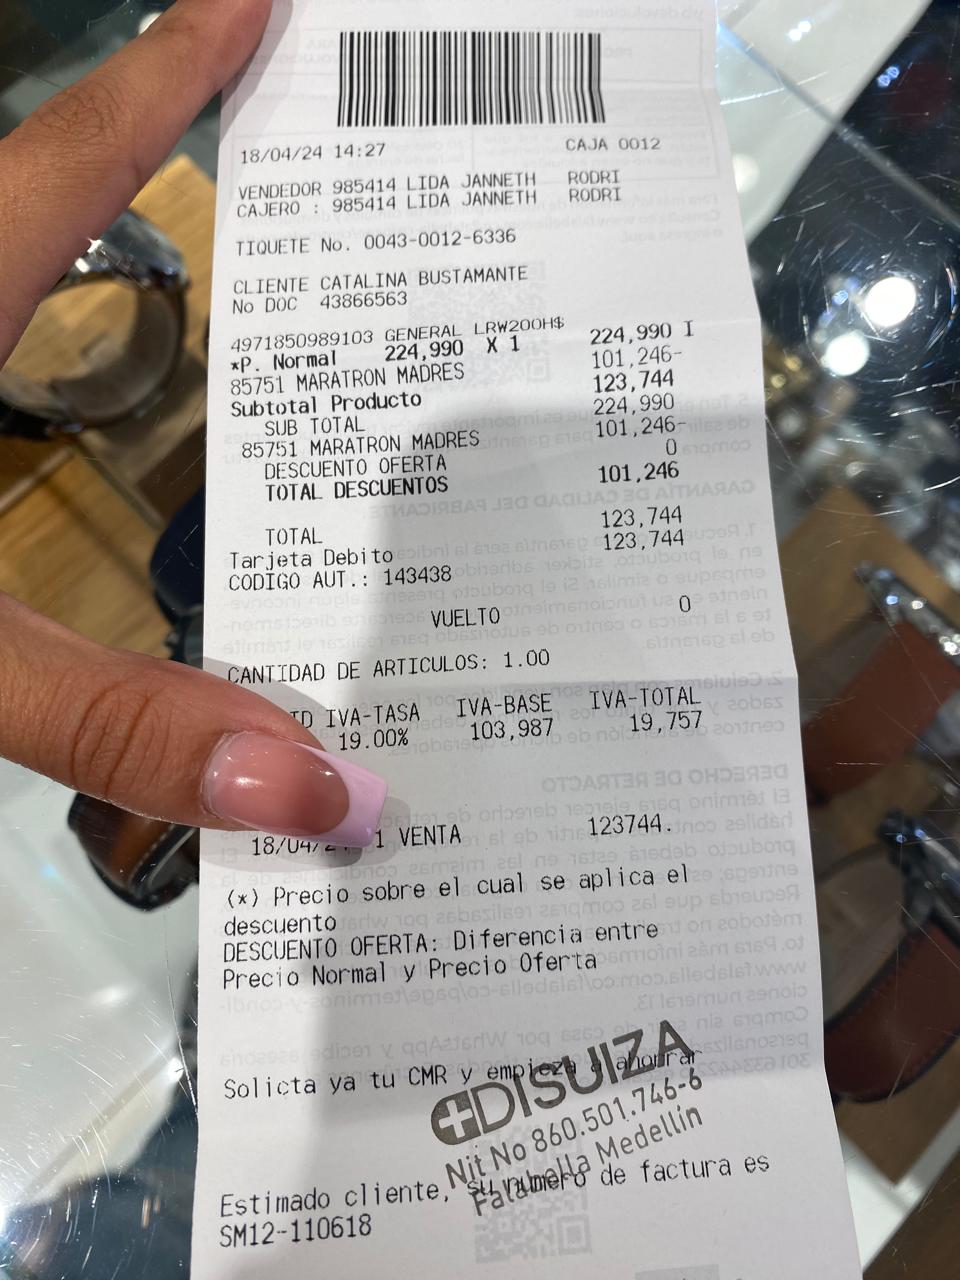 18/04/24 14:27 CAJA 0012
VENDEDOR 985414 LIDA JANNETH RODRI
CAJERO : 985414 LIDA JANNETH RODRI
TIQUETE No. 0043-0012-6336
CLIENTE CATALINA BUSTAMANTE
No DOC 43866563
4971850989103 GENERAL LRW200H$ 224,990 I
*P. Normal 224,990 X 1
85751 MARATRON MADRES 101,246-
Subtotal Producto 123,744
SUB TOTAL 224,990
85751 MARATRON MADRES 101,246-
DESCUENTO OFERTA 0
TOTAL DESCUENTOS 101,246
TOTAL 123,744
Tarjeta Debito 123,744
CODIGO AUT.: 143438
VUELTO 0
CANTIDAD DE ARTICULOS: 1.00
IVA-TASA IVA-BASE IVA-TOTAL
19.00% 103,987 19,757
1 VENTA 123744.
(*) Precio sobre el cual se aplica el
descuento
DESCUENTO OFERTA: Diferencia entre
Precio Normal y Precio Oferta
Solicta ya tu CMR y empieza a ahorrar
DISUIZA
Nit No 860.501.746-6
Falabella Medellín
Estimado cliente, su numero de factura es
SM12-110618